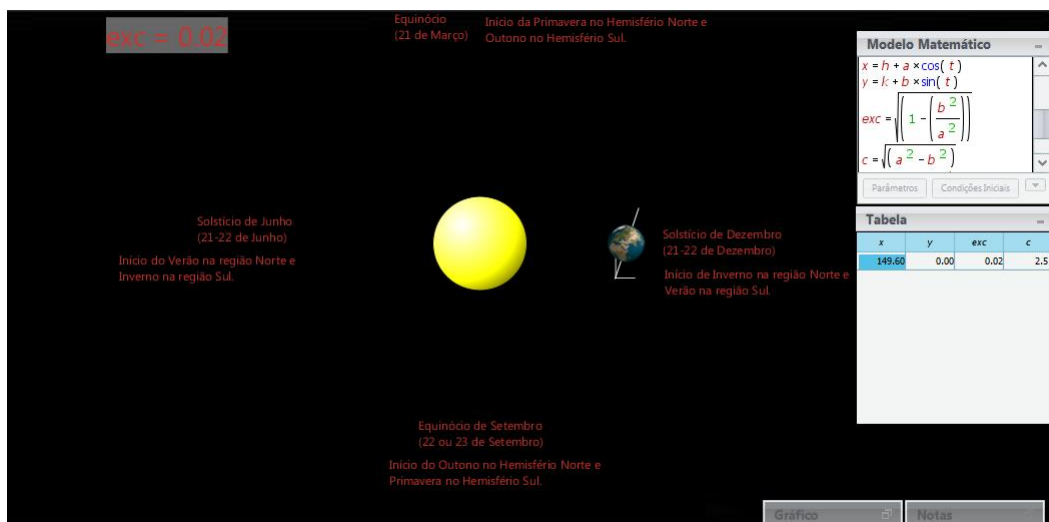 exc = 0.02
Equinócio
(21 de Março)
Início da Primavera no Hemisfério Norte e
Outono no Hemisfério Sul.
Solstício de Junho
(21-22 de Junho)
Início do Verão na região Norte e
Inverno na região Sul.
Solstício de Dezembro
(21-22 de Dezembro)
Início de Inverno na região Norte e
Verão na região Sul.
Equinócio de Setembro
(22 ou 23 de Setembro)
Início do Outono no Hemisfério Norte e
Primavera no Hemisfério Sul.
Modelo Matemático
x = h + a × cos( t )
y = k + b × sin( t )
exc = √((1 - (b² / a²)))
c = √(a² - b²)
Parâmetros Condições Iniciais
Tabela
x y exc c
149.60 0.00 0.02 2.5
Gráfico Notas